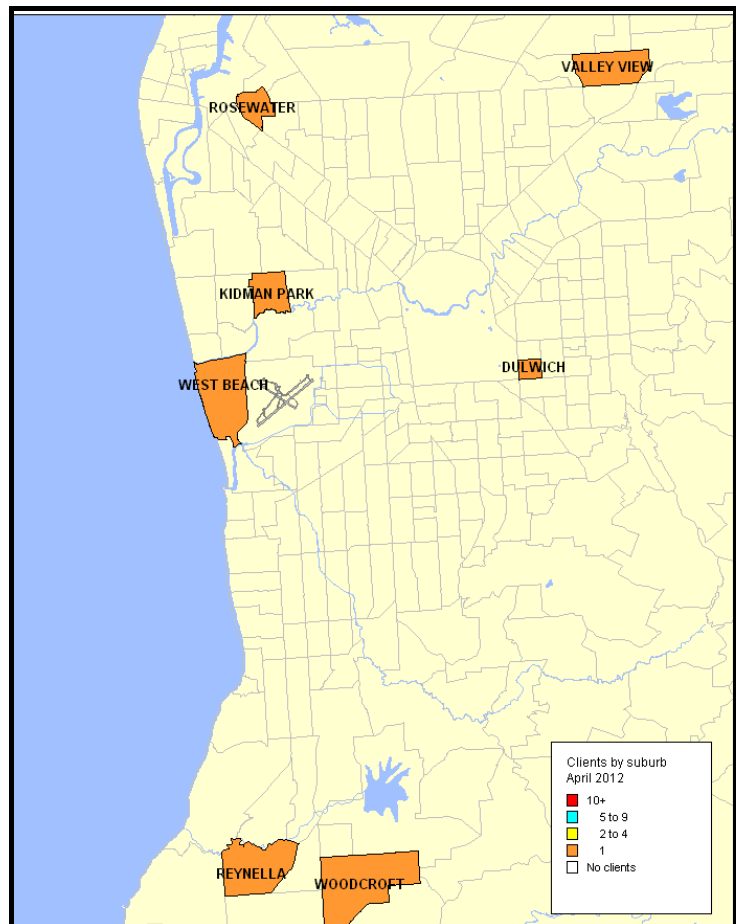 VALLEY VIEW
ROSEWATER
KIDMAN PARK
DULWICH
WEST BEACH
Clients by suburb
April 2012
10+
5 to 9
2 to 4
1
No clients
REYNELLA
WOODCROFT